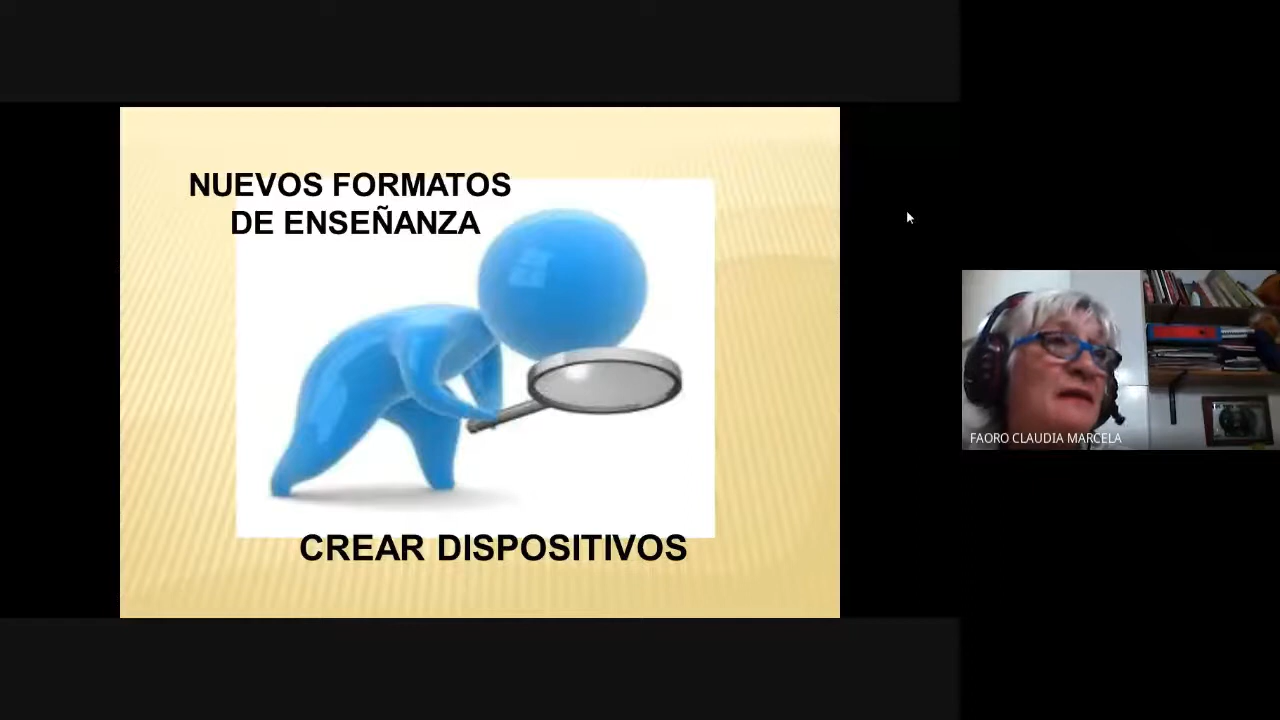 NUEVOS FORMATOS
DE ENSEÑANZA
CREAR DISPOSITIVOS
FAORO CLAUDIA MARCELA